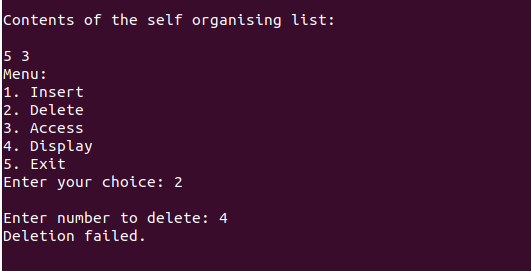 Contents of the self organising list:
5 3
Menu:
1. Insert
2. Delete
3. Access
4. Display
5. Exit
Enter your choice: 2
Enter number to delete: 4
Deletion failed.